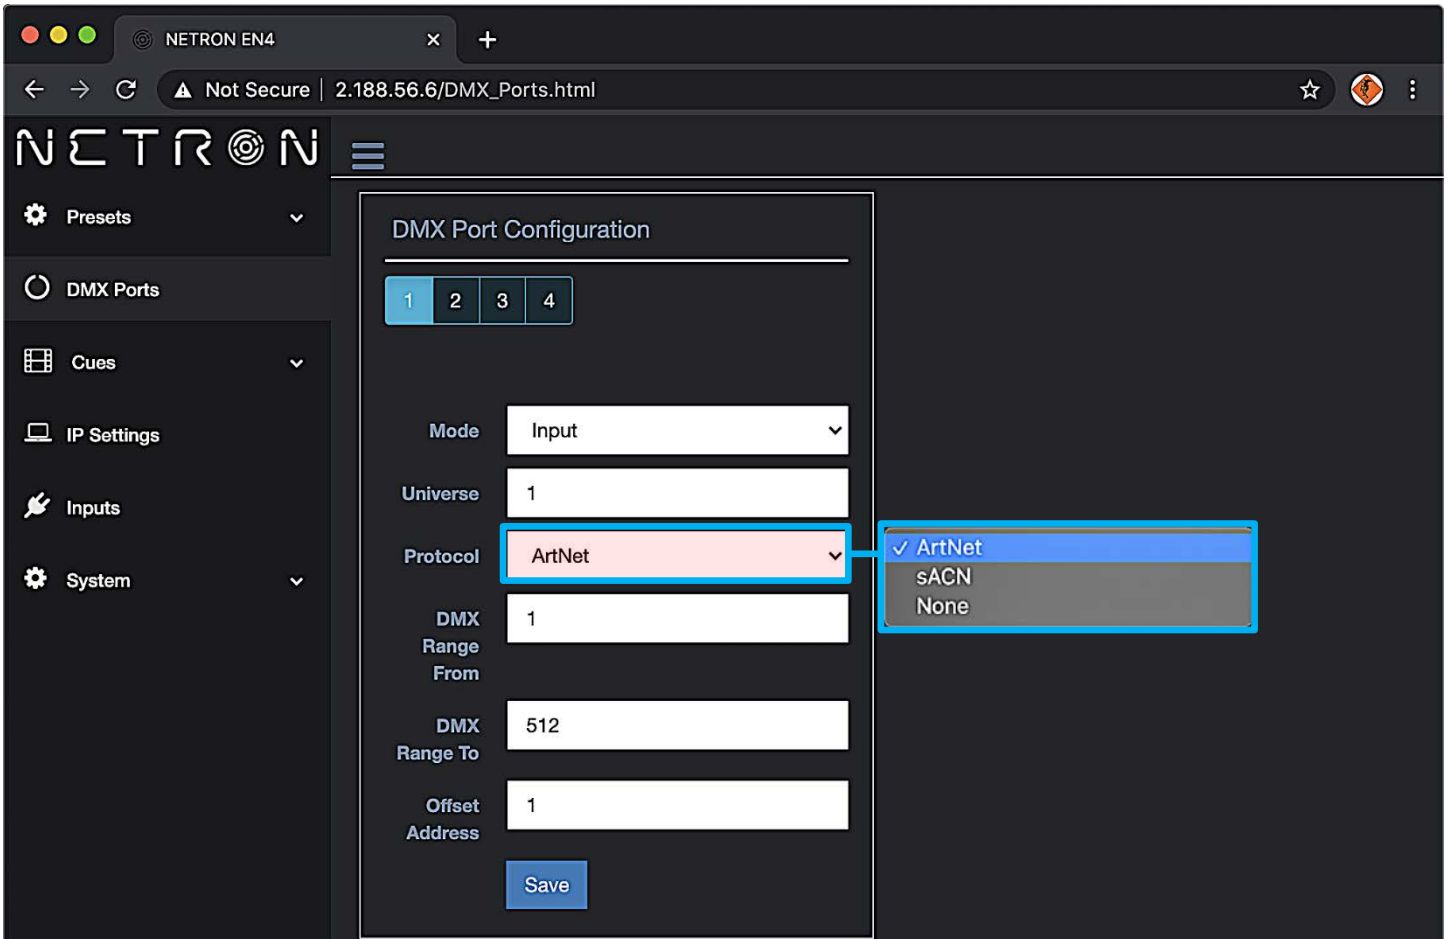 NETRON EN4
Not Secure | 2.188.56.6/DMX_Ports.html
NETRON
Presets
DMX Ports
Cues
IP Settings
Inputs
System
DMX Port Configuration
1 2 3 4
Mode Input
Universe 1
Protocol ArtNet
✓ ArtNet
sACN
None
DMX
Range
From
1
DMX
Range To
512
Offset
Address
1
Save